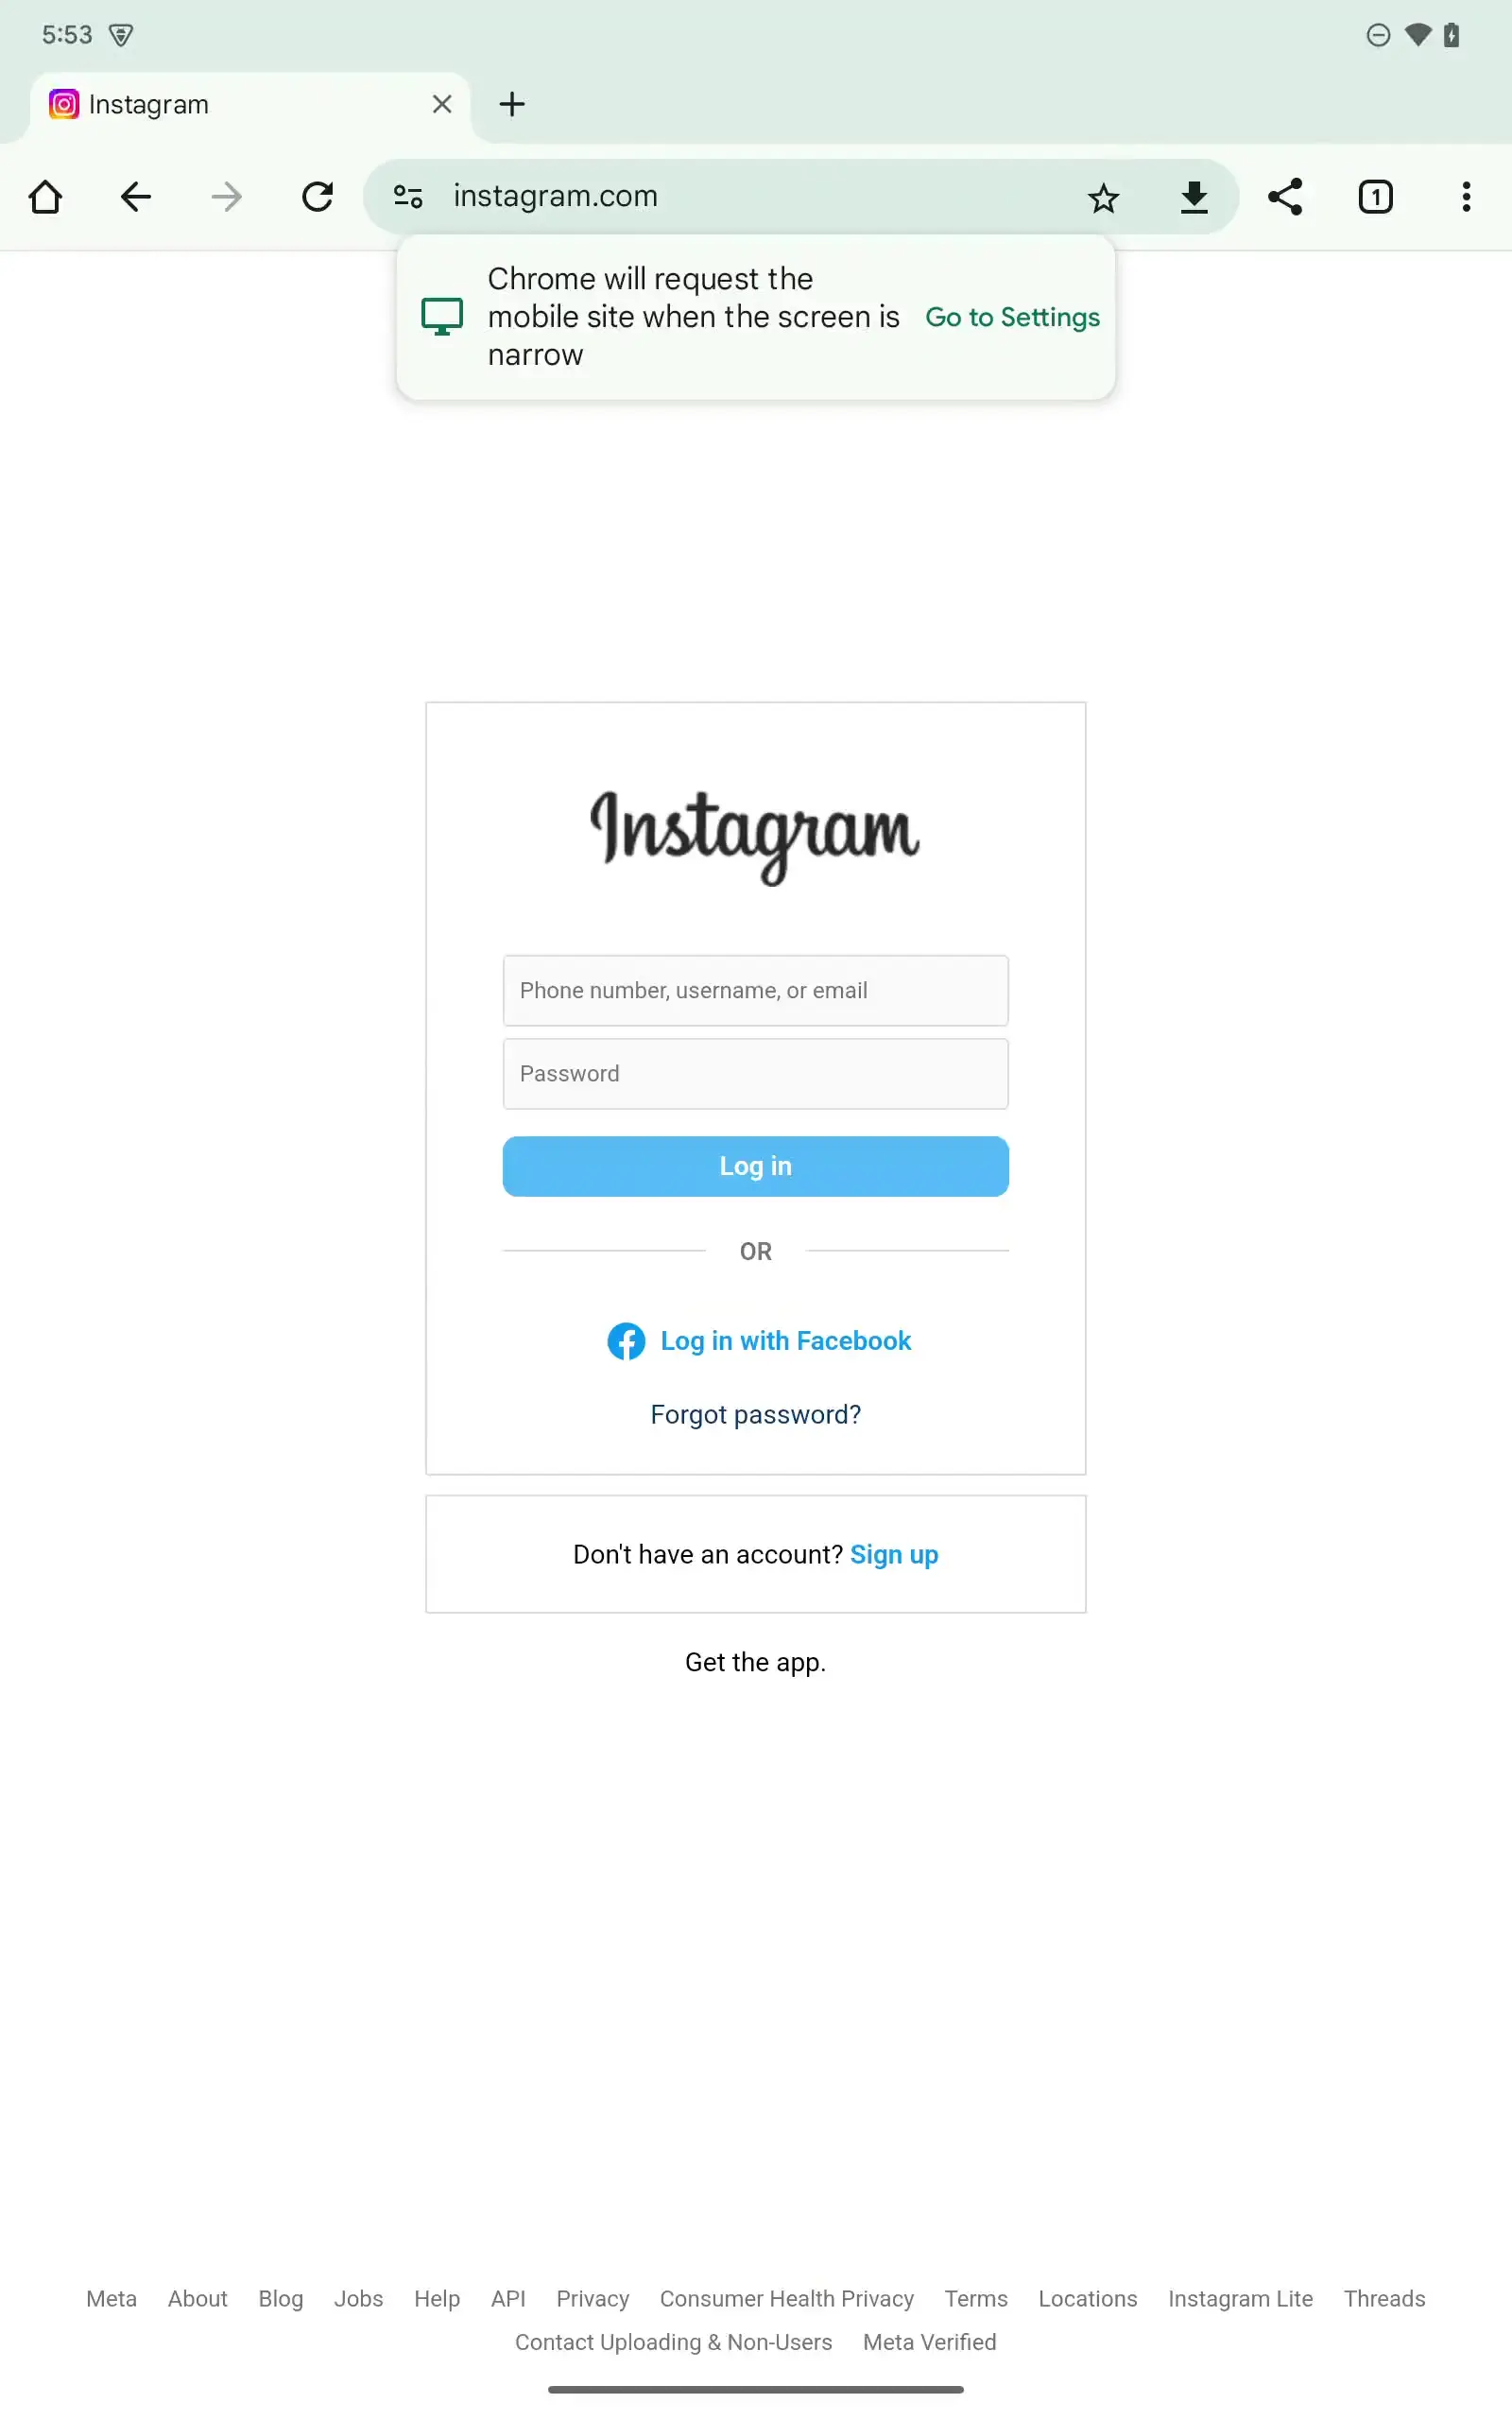 5:53
Instagram
instagram.com
1
Chrome will request the
mobile site when the screen is
narrow
Go to Settings
Instagram
Phone number, username, or email
Password
Log in
OR
Log in with Facebook
Forgot password?
Don't have an account? Sign up
Get the app.
Meta About Blog Jobs Help API Privacy Consumer Health Privacy Terms Locations Instagram Lite Threads
Contact Uploading & Non-Users Meta Verified